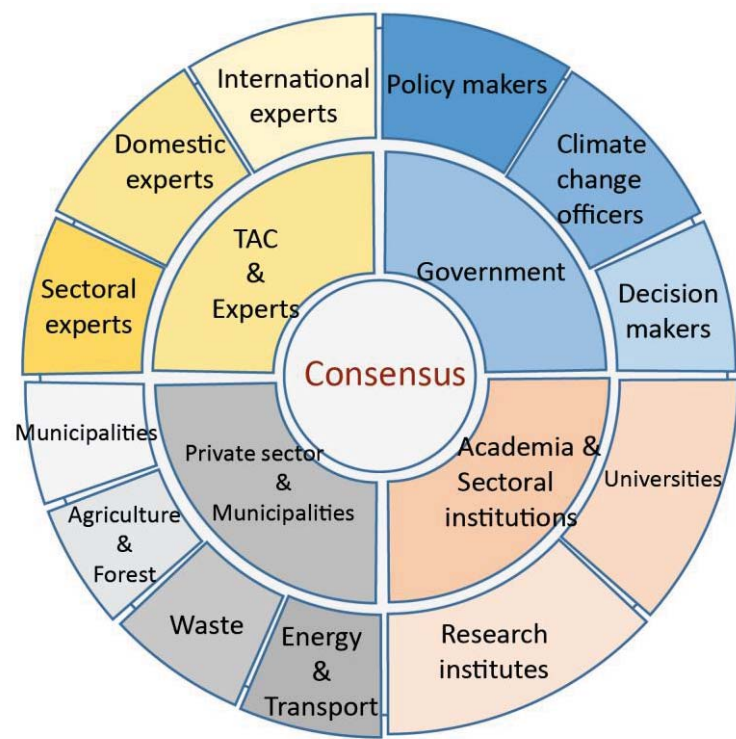 International
experts
Policy makers
Domestic
experts
Climate
change
officers
TAC
&
Experts
Government
Sectoral
experts
Decision
makers
Consensus
Municipalities
Private sector
&
Municipalities
Academia &
Sectoral
institutions
Universities
Agriculture
&
Forest
Waste
Energy
&
Transport
Research
institutes